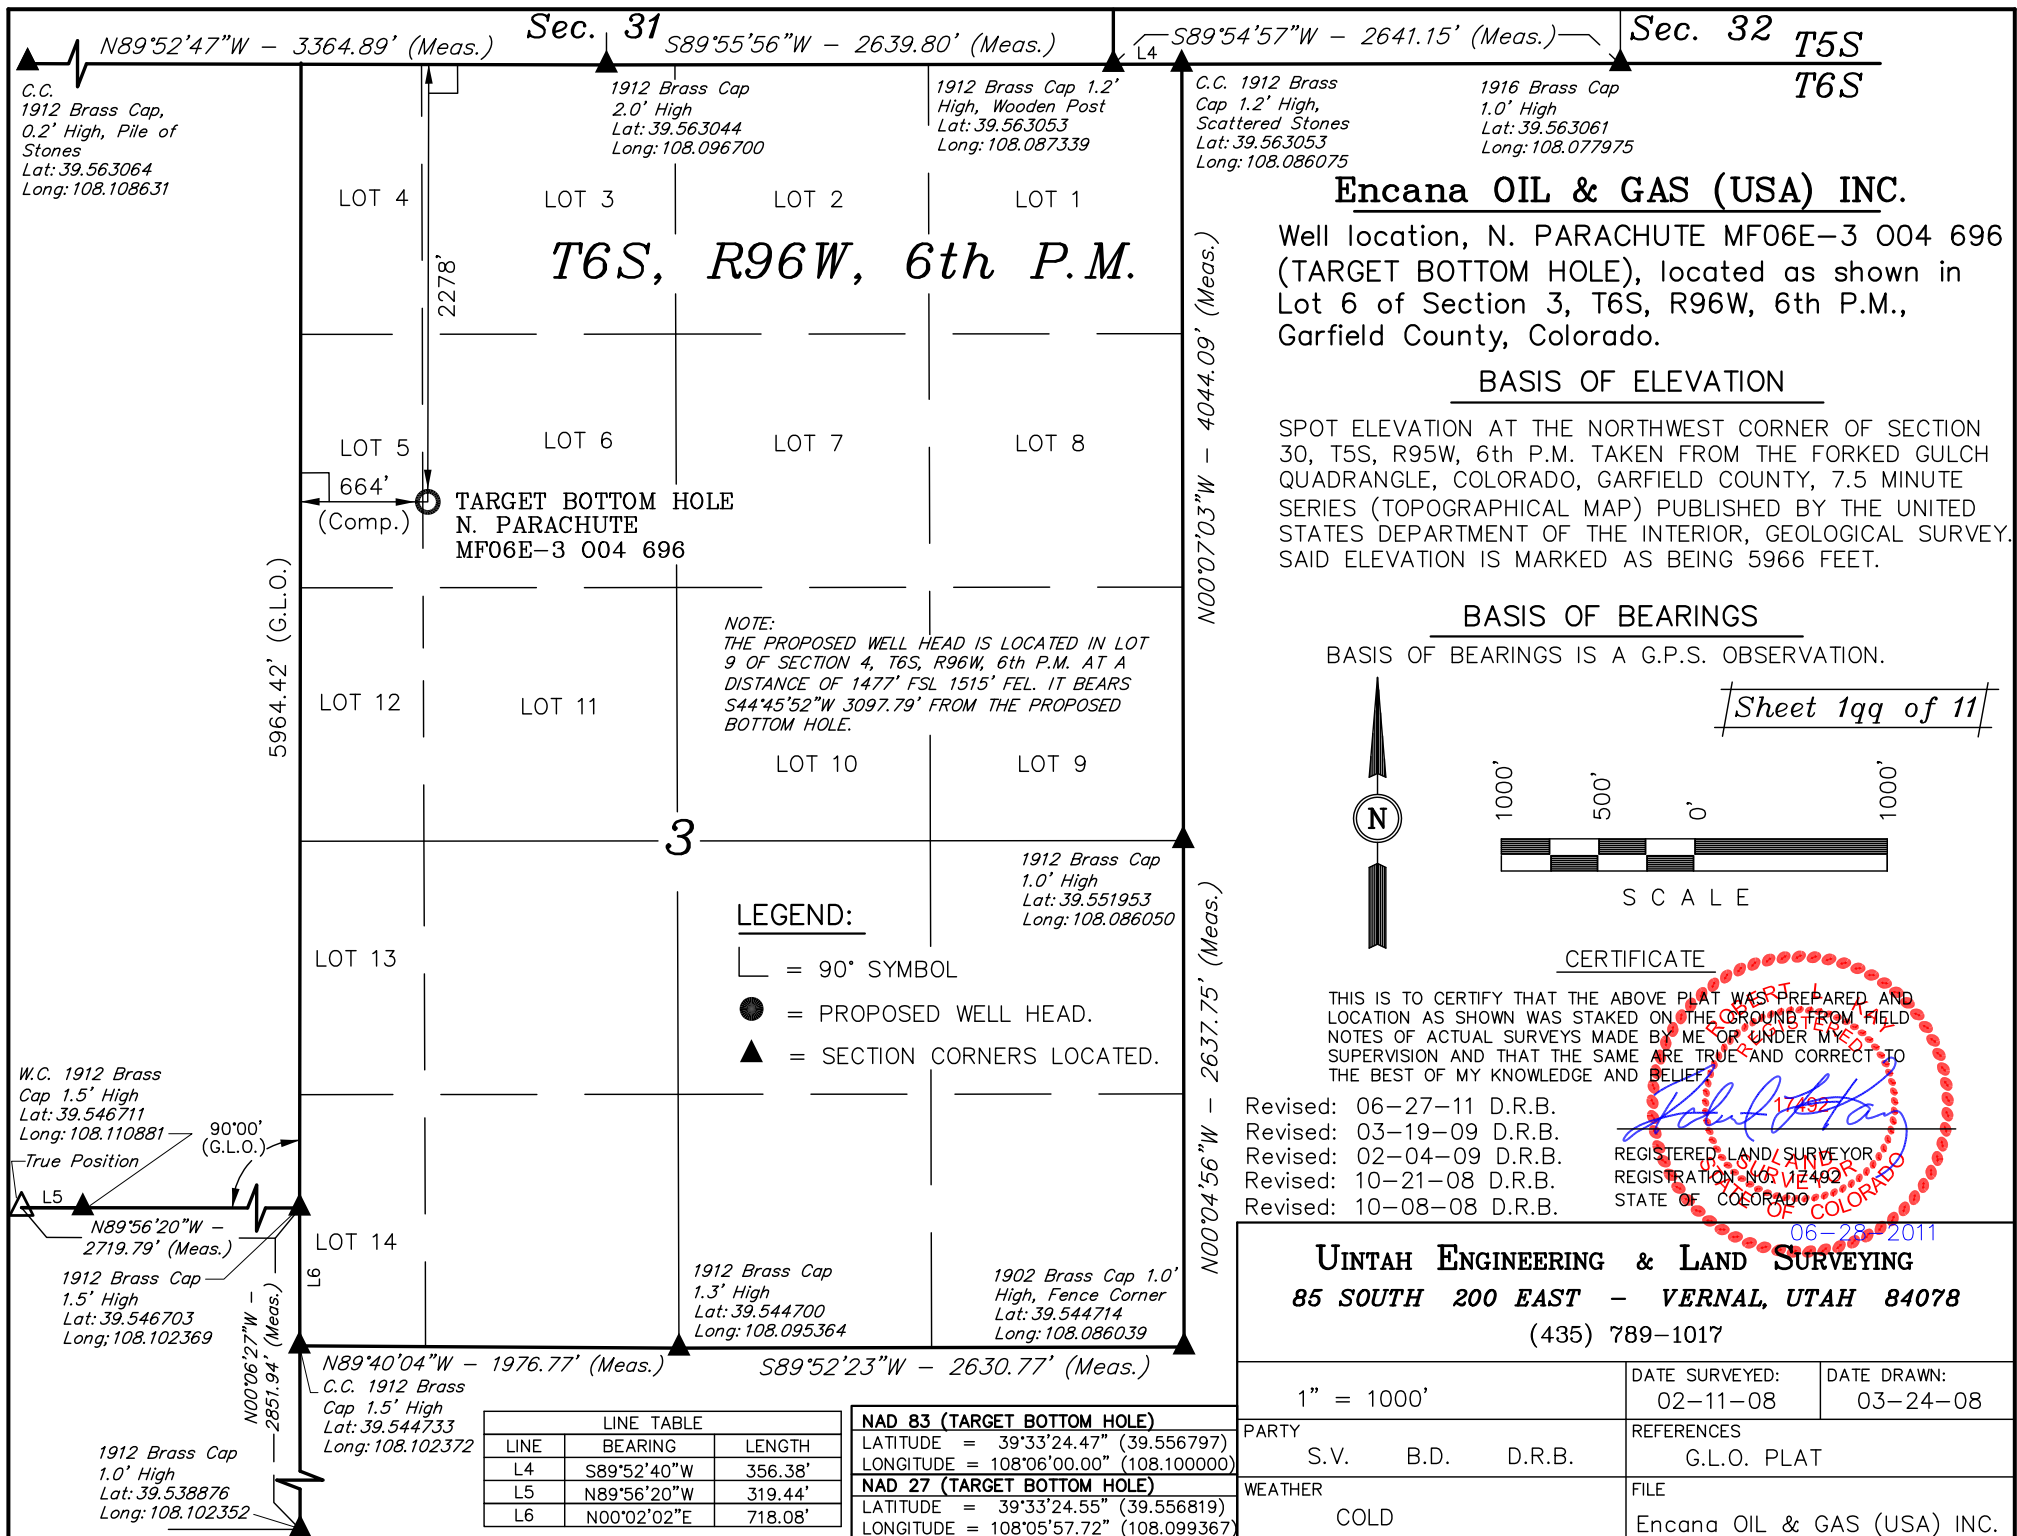 N89°52'47"W - 3364.89' (Meas.)
Sec. 31
S89°55'56"W - 2639.80' (Meas.)
L4
S89°54'57"W - 2641.15' (Meas.)
Sec. 32
T5S
T6S
C.C.
1912 Brass Cap,
0.2' High, Pile of
Stones
Lat: 39.563064
Long: 108.108631
1912 Brass Cap
2.0' High
Lat: 39.563044
Long: 108.096700
1912 Brass Cap 1.2'
High, Wooden Post
Lat: 39.563053
Long: 108.087339
C.C. 1912 Brass
Cap 1.2' High,
Scattered Stones
Lat: 39.563053
Long: 108.086075
1916 Brass Cap
1.0' High
Lat: 39.563061
Long: 108.077975
LOT 4
LOT 3
LOT 2
LOT 1
T6S, R96W, 6th P.M.
2278'
N00°07'03"W - 4044.09' (Meas.)
LOT 5
LOT 6
LOT 7
LOT 8
664'
(Comp.)
TARGET BOTTOM HOLE
N. PARACHUTE
MF06E-3 O04 696
5964.42' (G.L.O.)
NOTE:
THE PROPOSED WELL HEAD IS LOCATED IN LOT
9 OF SECTION 4, T6S, R96W, 6th P.M. AT A
DISTANCE OF 1477' FSL 1515' FEL. IT BEARS
S44°45'52"W 3097.79' FROM THE PROPOSED
BOTTOM HOLE.
LOT 12
LOT 11
LOT 10
LOT 9
3
1912 Brass Cap
1.0' High
Lat: 39.551953
Long: 108.086050
LEGEND:
= 90° SYMBOL
= PROPOSED WELL HEAD.
= SECTION CORNERS LOCATED.
LOT 13
N00°04'56"W - 2637.75' (Meas.)
W.C. 1912 Brass
Cap 1.5' High
Lat: 39.546711
Long: 108.110881
True Position
90°00'
(G.L.O.)
L5
N89°56'20"W -
2719.79' (Meas.)
1912 Brass Cap
1.5' High
Lat: 39.546703
Long; 108.102369
LOT 14
L6
N00°06'27"W -
2851.94' (Meas.)
1912 Brass Cap
1.3' High
Lat: 39.544700
Long: 108.095364
1902 Brass Cap 1.0'
High, Fence Corner
Lat: 39.544714
Long: 108.086039
N89°40'04"W - 1976.77' (Meas.)
S89°52'23"W - 2630.77' (Meas.)
C.C. 1912 Brass
Cap 1.5' High
Lat: 39.544733
Long: 108.102372
1912 Brass Cap
1.0' High
Lat: 39.538876
Long: 108.102352
LINE TABLE
LINE BEARING LENGTH
L4 S89°52'40"W 356.38'
L5 N89°56'20"W 319.44'
L6 N00°02'02"E 718.08'
NAD 83 (TARGET BOTTOM HOLE)
LATITUDE = 39°33'24.47" (39.556797)
LONGITUDE = 108°06'00.00" (108.100000)
NAD 27 (TARGET BOTTOM HOLE)
LATITUDE = 39°33'24.55" (39.556819)
LONGITUDE = 108°05'57.72" (108.099367)
Encana OIL & GAS (USA) INC.
Well location, N. PARACHUTE MF06E-3 O04 696
(TARGET BOTTOM HOLE), located as shown in
Lot 6 of Section 3, T6S, R96W, 6th P.M.,
Garfield County, Colorado.
BASIS OF ELEVATION
SPOT ELEVATION AT THE NORTHWEST CORNER OF SECTION
30, T5S, R95W, 6th P.M. TAKEN FROM THE FORKED GULCH
QUADRANGLE, COLORADO, GARFIELD COUNTY, 7.5 MINUTE
SERIES (TOPOGRAPHICAL MAP) PUBLISHED BY THE UNITED
STATES DEPARTMENT OF THE INTERIOR, GEOLOGICAL SURVEY.
SAID ELEVATION IS MARKED AS BEING 5966 FEET.
BASIS OF BEARINGS
BASIS OF BEARINGS IS A G.P.S. OBSERVATION.
Sheet 1qq of 11
N
1000'
500'
0'
1000'
SCALE
CERTIFICATE
THIS IS TO CERTIFY THAT THE ABOVE PLAT WAS PREPARED AND
LOCATION AS SHOWN WAS STAKED ON THE GROUND FROM FIELD
NOTES OF ACTUAL SURVEYS MADE BY ME OR UNDER MY
SUPERVISION AND THAT THE SAME ARE TRUE AND CORRECT TO
THE BEST OF MY KNOWLEDGE AND BELIEF.
ROBERT L. KAY
REGISTERED
17492
LAND
SURVEYOR
STATE OF COLORADO
Revised: 06-27-11 D.R.B.
Revised: 03-19-09 D.R.B.
Revised: 02-04-09 D.R.B.
Revised: 10-21-08 D.R.B.
Revised: 10-08-08 D.R.B.
REGISTERED LAND SURVEYOR
REGISTRATION NO. 17492
STATE OF COLORADO
06-28-2011
UINTAH ENGINEERING & LAND SURVEYING
85 SOUTH 200 EAST - VERNAL, UTAH 84078
(435) 789-1017
1" = 1000'
DATE SURVEYED:
02-11-08
DATE DRAWN:
03-24-08
PARTY
S.V. B.D. D.R.B.
REFERENCES
G.L.O. PLAT
WEATHER
COLD
FILE
Encana OIL & GAS (USA) INC.